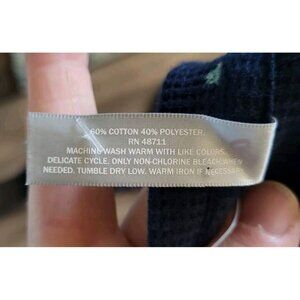 60% COTTON 40% POLYESTER.
RN 48711
MACHINE WASH WARM WITH LIKE COLORS.
DELICATE CYCLE. ONLY NON-CHLORINE BLEACH WHEN
NEEDED. TUMBLE DRY LOW. WARM IRON IF NECESSARY